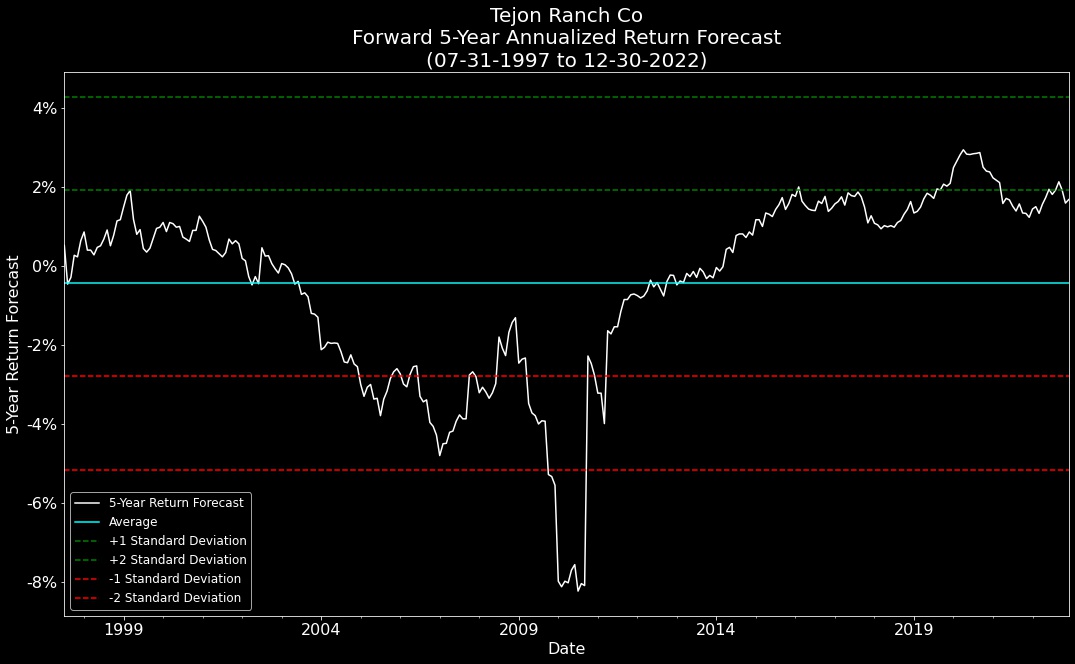 Tejon Ranch Co
Forward 5-Year Annualized Return Forecast
(07-31-1997 to 12-30-2022)
5-Year Return Forecast
4%
2%
0%
-2%
-4%
-6%
-8%
5-Year Return Forecast
Average
+1 Standard Deviation
+2 Standard Deviation
-1 Standard Deviation
-2 Standard Deviation
1999
2004
2009
2014
2019
Date